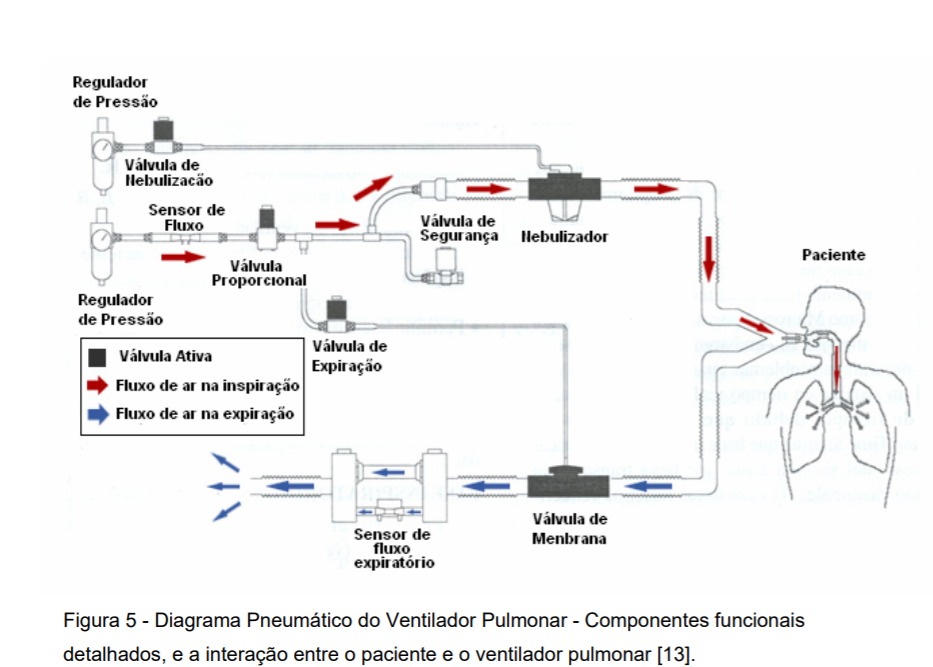 Regulador
de Pressão
Válvula de
Nebulizacão
Sensor de
Fluxo
Válvula
Proporcional
Regulador
de Pressão
Válvula de
Segurança
Nebulizador
Paciente
Válvula de
Expiração
Válvula Ativa
Fluxo de ar na inspiração
Fluxo de ar na expiração
Sensor de
fluxo
expiratório
Válvula de
Menbrana
Figura 5 - Diagrama Pneumático do Ventilador Pulmonar - Componentes funcionais
detalhados, e a interação entre o paciente e o ventilador pulmonar [13].